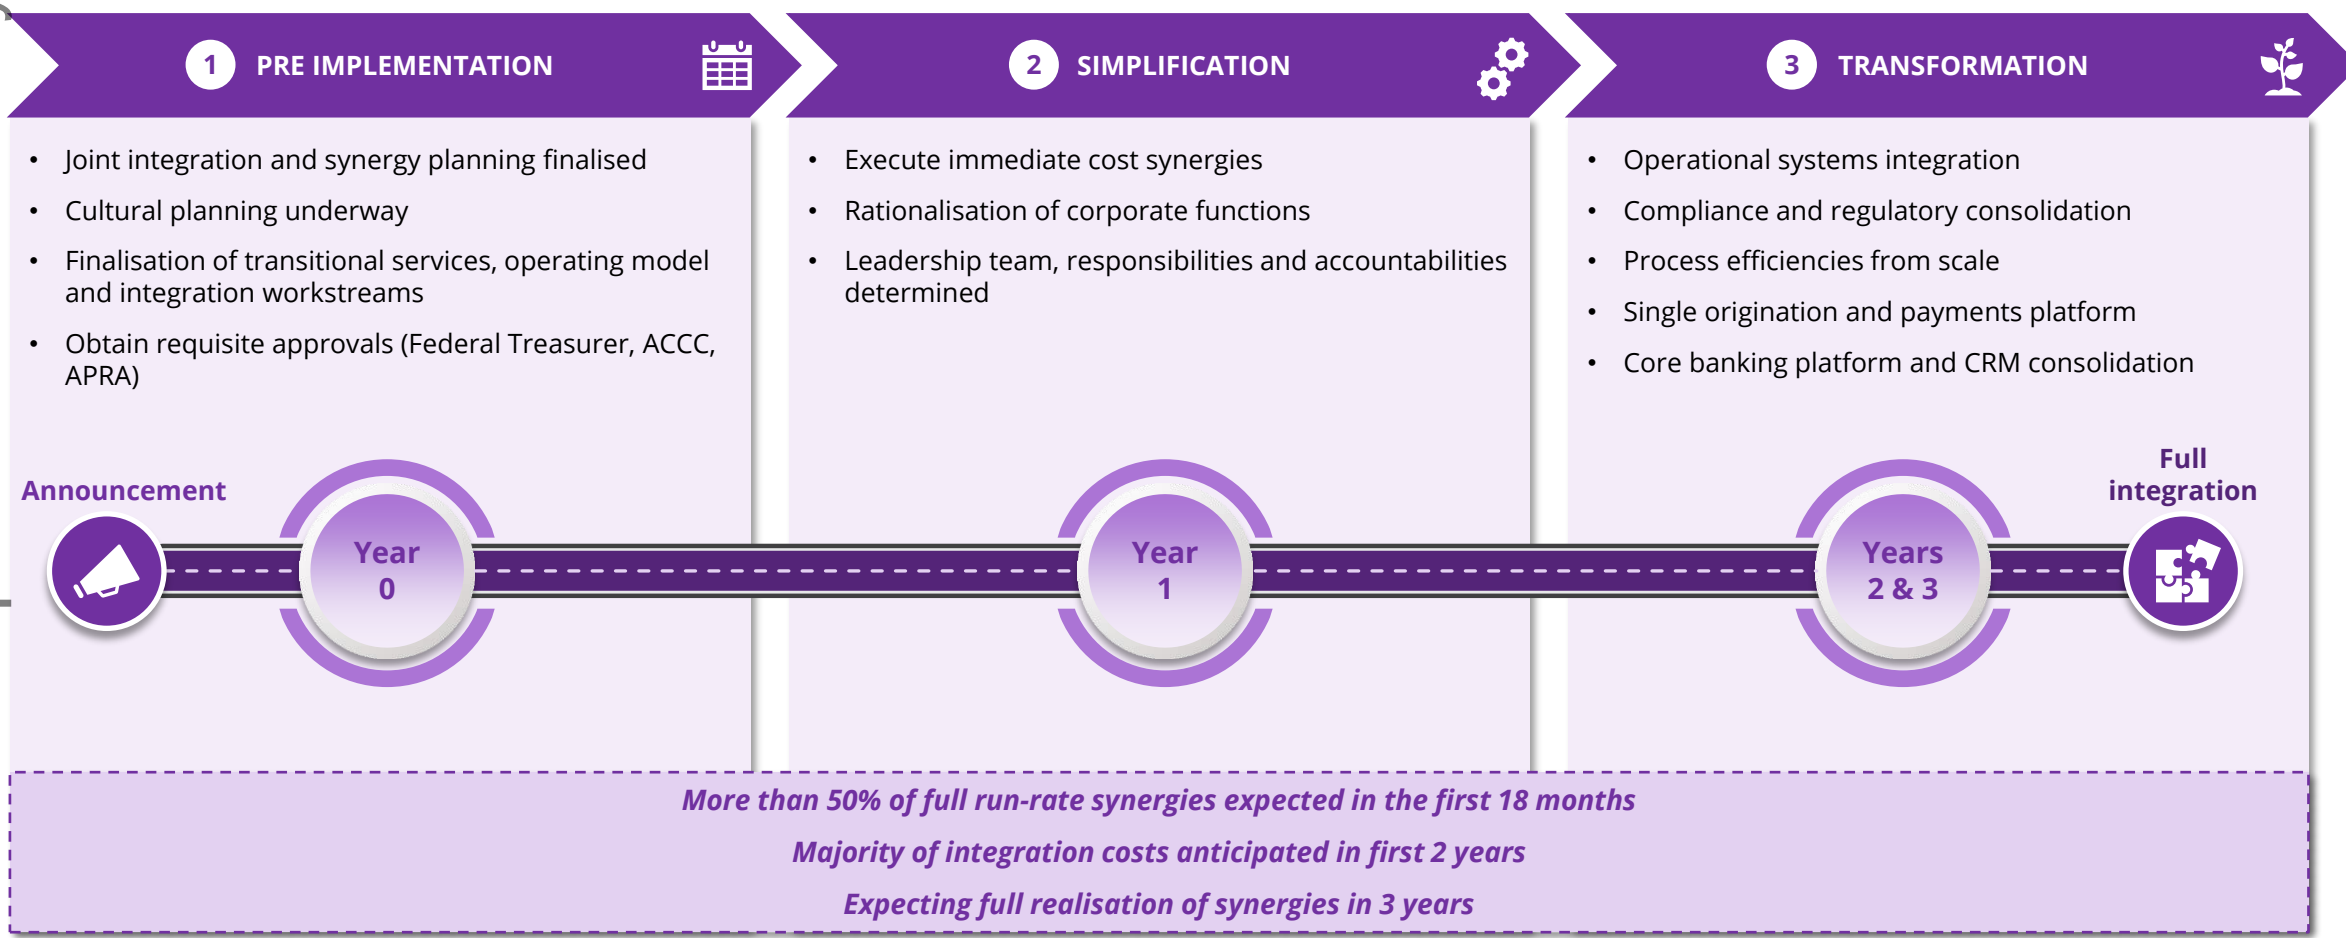 1 PRE IMPLEMENTATION
• Joint integration and synergy planning finalised
• Cultural planning underway
• Finalisation of transitional services, operating model
and integration workstreams
• Obtain requisite approvals (Federal Treasurer, ACCC,
APRA)
2 SIMPLIFICATION
• Execute immediate cost synergies
• Rationalisation of corporate functions
• Leadership team, responsibilities and accountabilities
determined
3 TRANSFORMATION
• Operational systems integration
• Compliance and regulatory consolidation
• Process efficiencies from scale
• Single origination and payments platform
• Core banking platform and CRM consolidation
Announcement
Year
0
Year
1
Years
2 & 3
Full
integration
More than 50% of full run-rate synergies expected in the first 18 months
Majority of integration costs anticipated in first 2 years
Expecting full realisation of synergies in 3 years